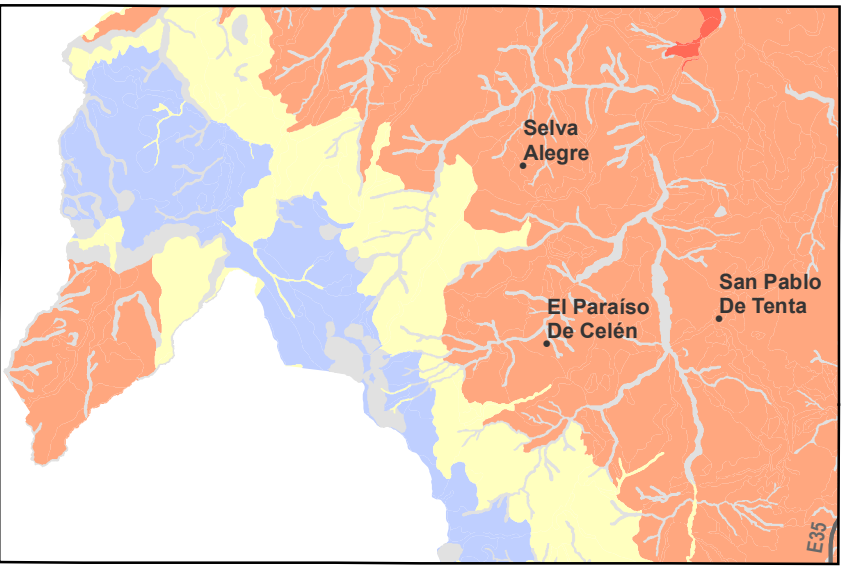 Selva
Alegre
San Pablo
De Tenta
El Paraíso
De Celén
E35